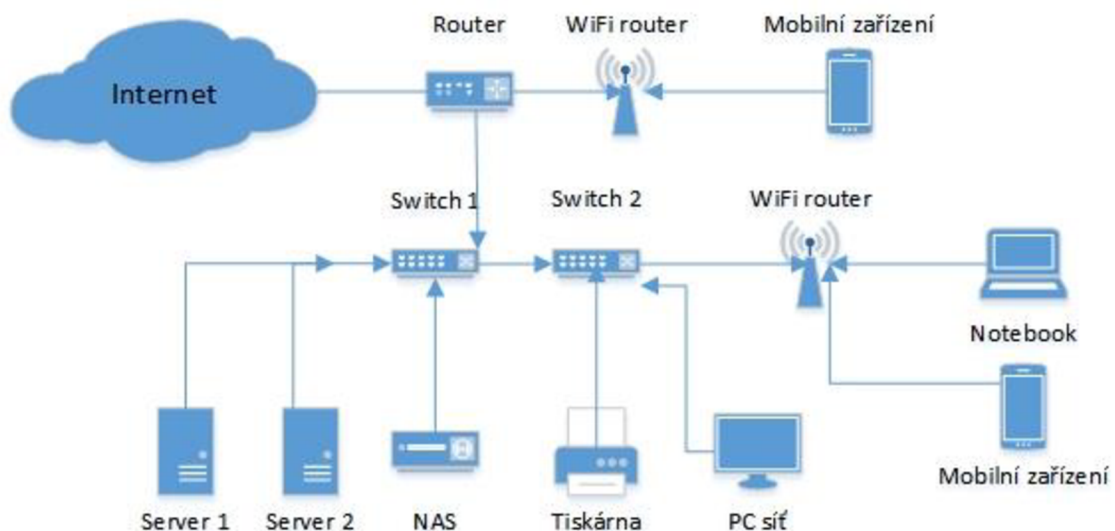 Router
WiFi router
Mobilní zařízení
Internet
Switch 1
Switch 2
WiFi router
Notebook
Mobilní zařízení
Server 1
Server 2
NAS
Tiskárna
PC síť